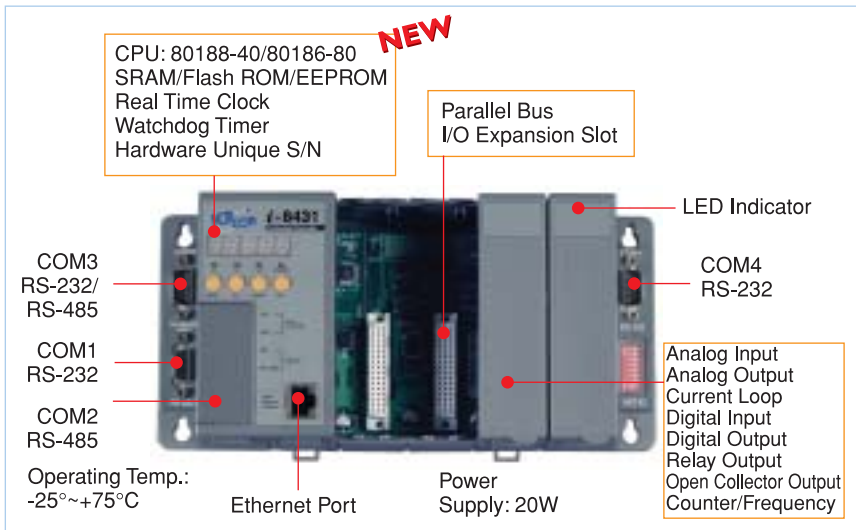 NEW
CPU: 80188-40/80186-80
SRAM/Flash ROM/EEPROM
Real Time Clock
Watchdog Timer
Hardware Unique S/N
Parallel Bus
I/O Expansion Slot
LED Indicator
i-8431
COM3
RS-232/
RS-485
COM4
RS-232
COM1
RS-232
COM2
RS-485
Analog Input
Analog Output
Current Loop
Digital Input
Digital Output
Relay Output
Open Collector Output
Counter/Frequency
Operating Temp.:
-25°~+75°C
Ethernet Port
Power
Supply: 20W